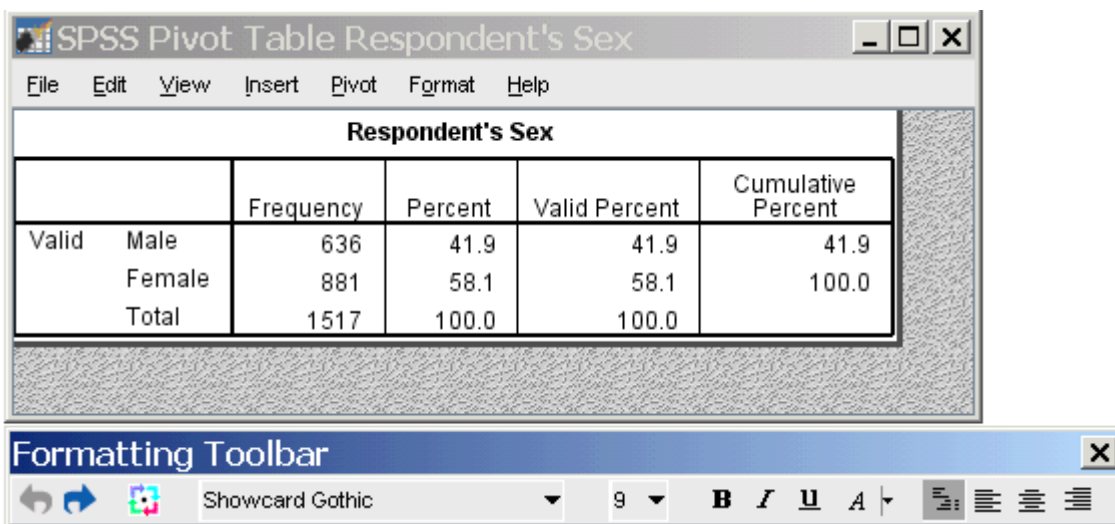 SPSS Pivot Table Respondent's Sex
File Edit View Insert Pivot Format Help
Respondent's Sex
Frequency Percent Valid Percent Cumulative Percent
Valid Male 636 41.9 41.9 41.9
Female 881 58.1 58.1 100.0
Total 1517 100.0 100.0
Formatting Toolbar
Showcard Gothic 9 B I u A